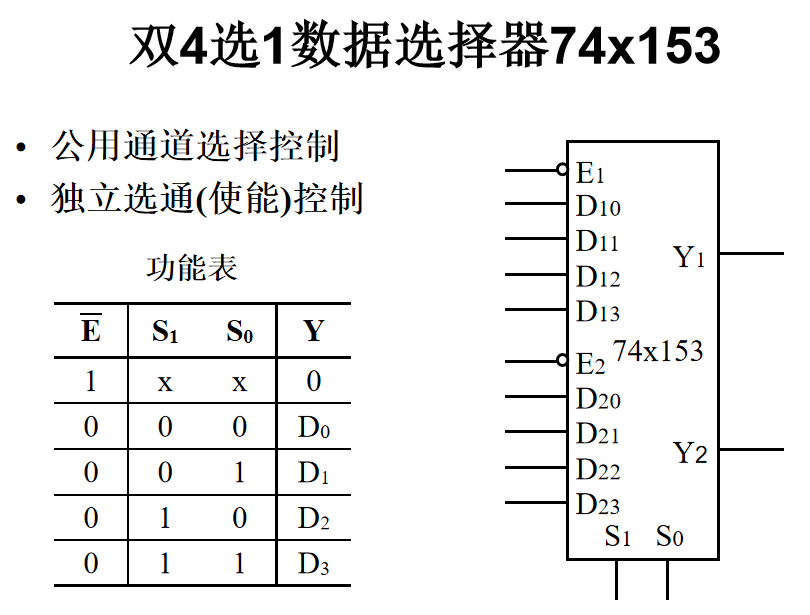 双4选1数据选择器74x153
• 公用通道选择控制
• 独立选通(使能)控制
功能表
E̅ S₁ S₀ Y
1 x x 0
0 0 0 D₀
0 0 1 D₁
0 1 0 D₂
0 1 1 D₃
E1
D10
D11
D12
D13
Y1
E2
74x153
D20
D21
D22
D23
Y2
S1 S0